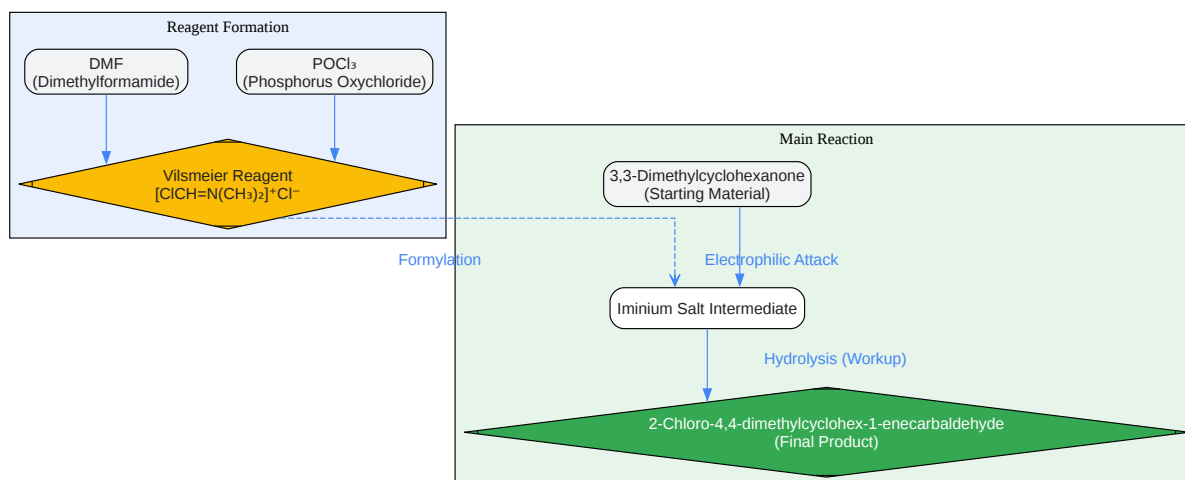 Reagent Formation
DMF
(Dimethylformamide)
POCl₃
(Phosphorus Oxychloride)
Vilsmeier Reagent
[ClCH=N(CH₃)₂]⁺Cl⁻
Main Reaction
3,3-Dimethylcyclohexanone
(Starting Material)
Formylation
Electrophilic Attack
Iminium Salt Intermediate
Hydrolysis (Workup)
2-Chloro-4,4-dimethylcyclohex-1-enecarbaldehyde
(Final Product)